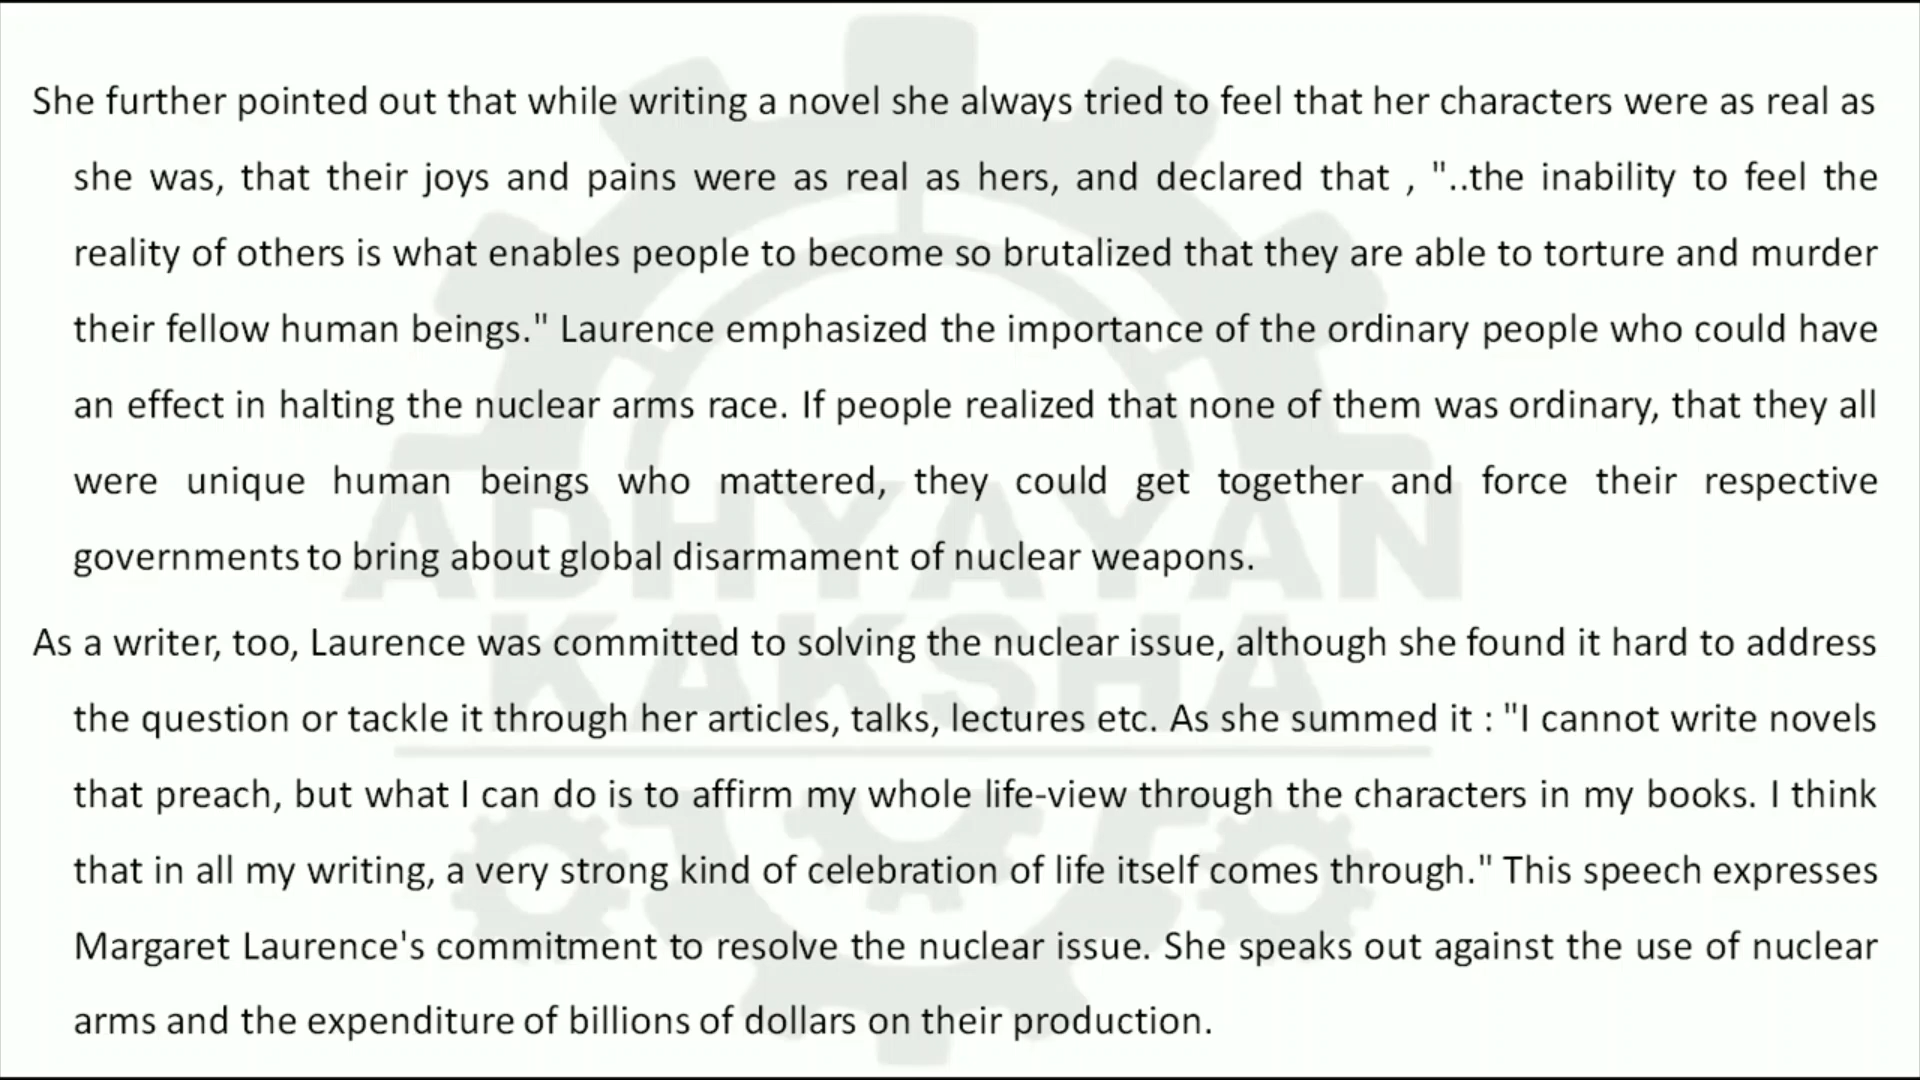 She further pointed out that while writing a novel she always tried to feel that her characters were as real as
she was, that their joys and pains were as real as hers, and declared that , "..the inability to feel the
reality of others is what enables people to become so brutalized that they are able to torture and murder
their fellow human beings." Laurence emphasized the importance of the ordinary people who could have
an effect in halting the nuclear arms race. If people realized that none of them was ordinary, that they all
were unique human beings who mattered, they could get together and force their respective
governments to bring about global disarmament of nuclear weapons.
As a writer, too, Laurence was committed to solving the nuclear issue, although she found it hard to address
the question or tackle it through her articles, talks, lectures etc. As she summed it : "I cannot write novels
that preach, but what I can do is to affirm my whole life-view through the characters in my books. I think
that in all my writing, a very strong kind of celebration of life itself comes through." This speech expresses
Margaret Laurence's commitment to resolve the nuclear issue. She speaks out against the use of nuclear
arms and the expenditure of billions of dollars on their production.
ADHYAYAN
KAKSHA